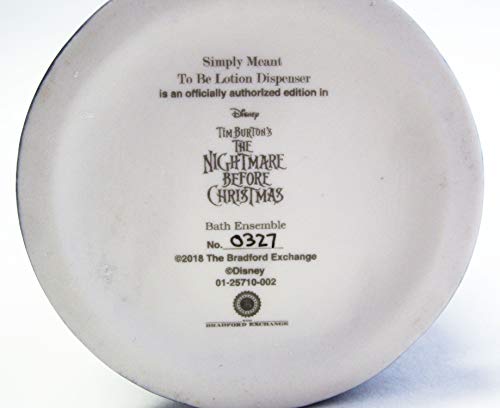 Simply Meant
To Be Lotion Dispenser
is an officially authorized edition in
Disney
TIM BURTON'S
THE
NIGHTMARE
BEFORE
CHRISTMAS
Bath Ensemble
No. 0327
©2018 The Bradford Exchange
©Disney
01-25710-002
BRADFORD EXCHANGE